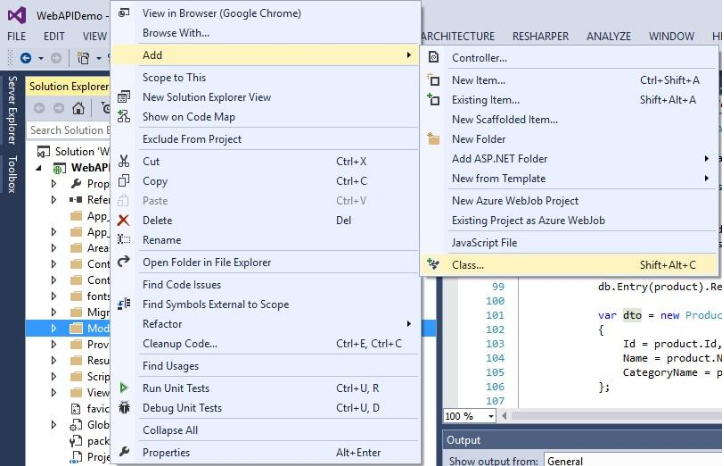 WebAPIDemo -
FILE EDIT VIEW
ARCHITECTURE RESHARPER ANALYZE WINDOW
Server Explorer
Toolbox
Solution Explorer
Search Solution E
Solution 'W
WebAPI
Prop
Refer
App_
App_
Areas
Cont
Cont
fonts
Migr
Mod
Prov
Resu
Scrip
View
favic
Globa
pack
Proje
View in Browser (Google Chrome)
Browse With...
Add
Scope to This
New Solution Explorer View
Show on Code Map
Exclude From Project
Cut Ctrl+X
Copy Ctrl+C
Paste Ctrl+V
Delete Del
Rename
Open Folder in File Explorer
Find Code Issues
Find Symbols External to Scope
Refactor
Cleanup Code... Ctrl+E, Ctrl+C
Find Usages
Run Unit Tests Ctrl+U, R
Debug Unit Tests Ctrl+U, D
Collapse All
Properties Alt+Enter
Controller...
New Item... Ctrl+Shift+A
Existing Item... Shift+Alt+A
New Scaffolded Item...
New Folder
Add ASP.NET Folder
New from Template
New Azure WebJob Project
Existing Project as Azure WebJob
JavaScript File
Class... Shift+Alt+C
99 db.Entry(product).Re
100
101 var dto = new Produc
102 {
103 Id = product.Id,
104 Name = product.N
105 CategoryName = p
106 };
107
100 %
Output
Show output from: General